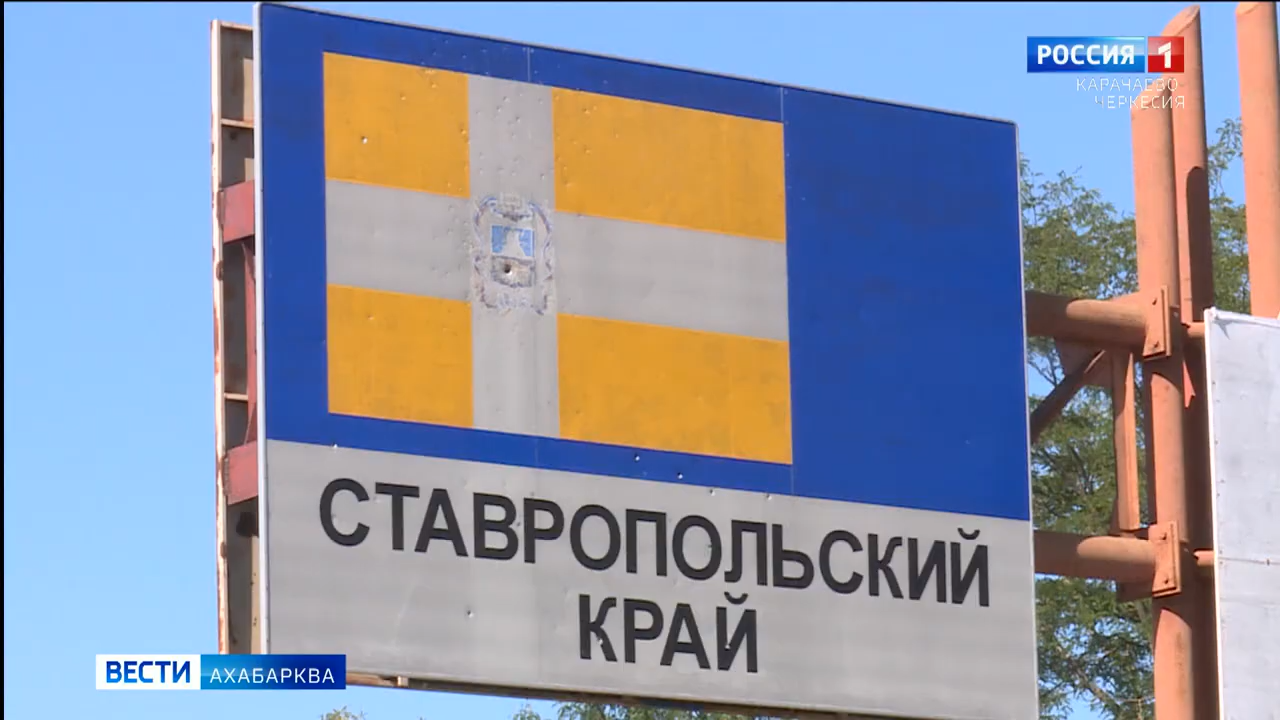 РОССИЯ 1
КАРАЧАЕВО
ЧЕРКЕСИЯ
СТАВРОПОЛЬСКИЙ
КРАЙ
ВЕСТИ АХАБАРКВА